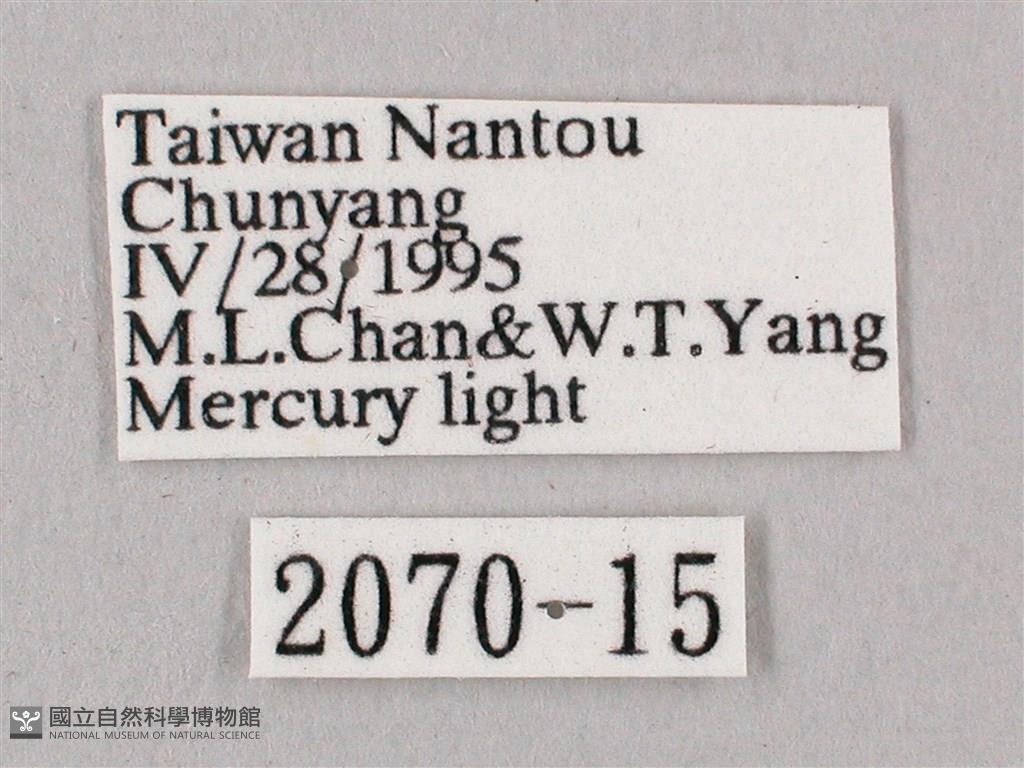 Taiwan Nantou
Chunyang
IV/28/1995
M.L.Chan&W.T.Yang
Mercury light
2070-15
國立自然科學博物館
NATIONAL MUSEUM OF NATURAL SCIENCE